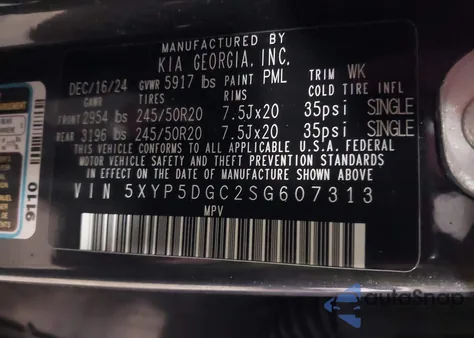 MANUFACTURED BY
KIA GEORGIA, INC.
DEC/16/24 GVWR 5917 lbs PAINT PML TRIM WK
GAWR TIRES RIMS COLD TIRE INFL
FRONT 2954 lbs 245/50R20 7.5Jx20 35psi SINGLE
REAR 3196 lbs 245/50R20 7.5Jx20 35psi SINGLE
THIS VEHICLE CONFORMS TO ALL APPLICABLE U.S.A. FEDERAL
MOTOR VEHICLE SAFETY, BUMPER, AND THEFT PREVENTION STANDARDS
IN EFFECT ON THE DATE OF MANUFACTURE SHOWN ABOVE.
VIN 5XYP5DGC2SG607313
MPV
9110
autoSnap